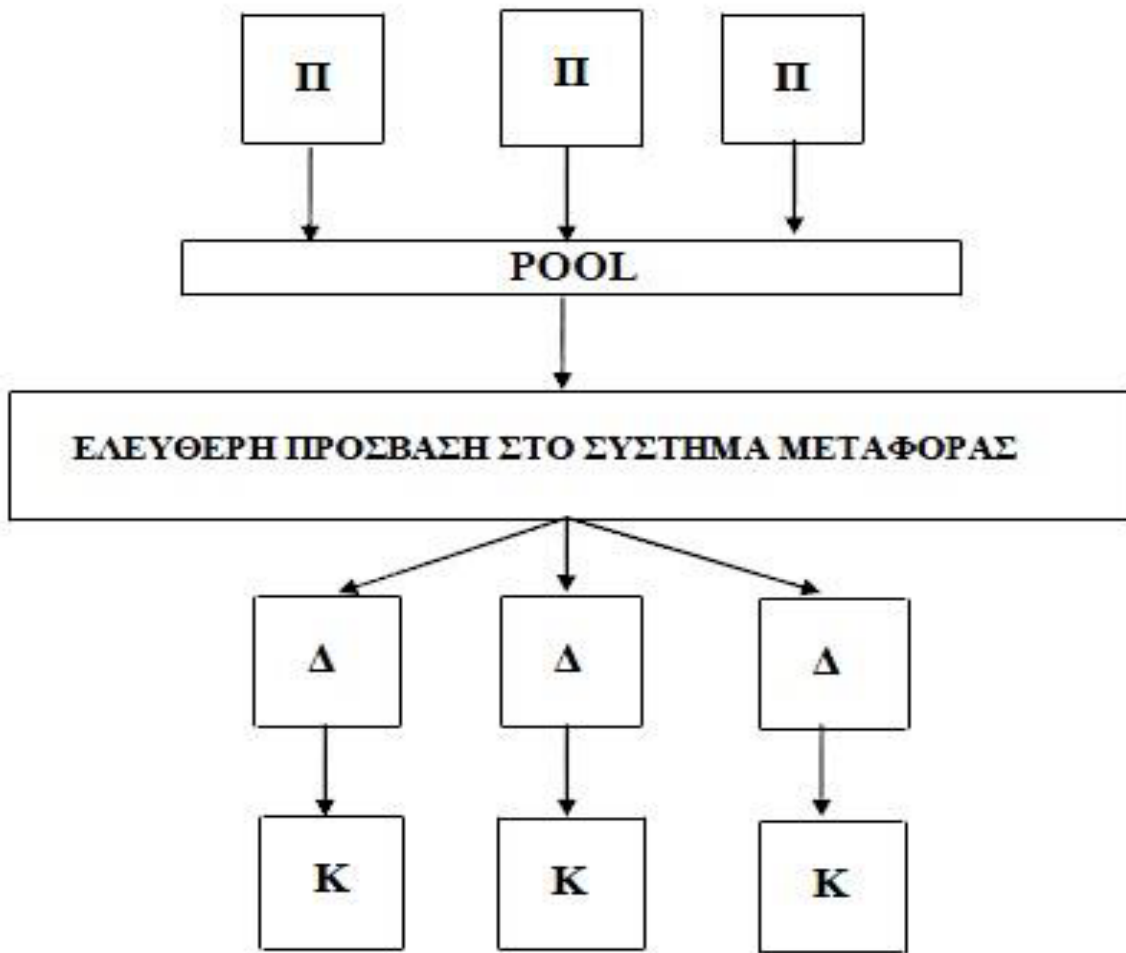 Π Π Π
POOL
ΕΛΕΥΘΕΡΗ ΠΡΟΣΒΑΣΗ ΣΤΟ ΣΥΣΤΗΜΑ ΜΕΤΑΦΟΡΑΣ
Δ Δ Δ
Κ Κ Κ